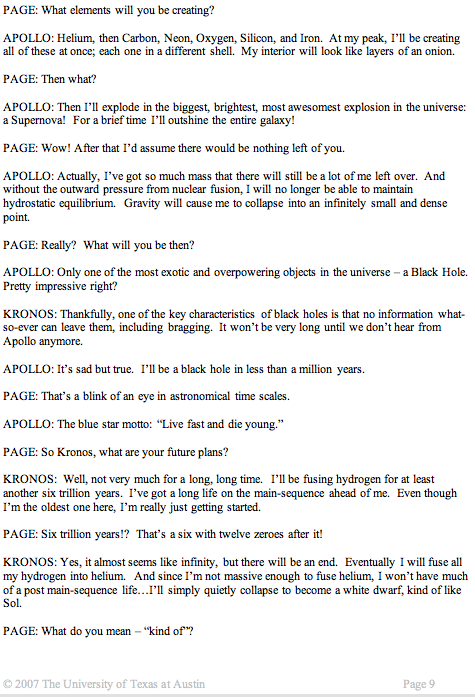 PAGE: What elements will you be creating?
APOLLO: Helium, then Carbon, Neon, Oxygen, Silicon, and Iron. At my peak, I'll be creating
all of these at once; each one in a different shell. My interior will look like layers of an onion.
PAGE: Then what?
APOLLO: Then I'll explode in the biggest, brightest, most awesomest explosion in the universe:
a Supernova! For a brief time I'll outshine the entire galaxy!
PAGE: Wow! After that I'd assume there would be nothing left of you.
APOLLO: Actually, I've got so much mass that there will still be a lot of me left over. And
without the outward pressure from nuclear fusion, I will no longer be able to maintain
hydrostatic equilibrium. Gravity will cause me to collapse into an infinitely small and dense
point.
PAGE: Really? What will you be then?
APOLLO: Only one of the most exotic and overpowering objects in the universe – a Black Hole.
Pretty impressive right?
KRONOS: Thankfully, one of the key characteristics of black holes is that no information what-
so-ever can leave them, including bragging. It won't be very long until we don't hear from
Apollo anymore.
APOLLO: It's sad but true. I'll be a black hole in less than a million years.
PAGE: That's a blink of an eye in astronomical time scales.
APOLLO: The blue star motto: "Live fast and die young."
PAGE: So Kronos, what are your future plans?
KRONOS: Well, not very much for a long, long time. I'll be fusing hydrogen for at least
another six trillion years. I've got a long life on the main-sequence ahead of me. Even though
I'm the oldest one here, I'm really just getting started.
PAGE: Six trillion years!? That's a six with twelve zeroes after it!
KRONOS: Yes, it almost seems like infinity, but there will be an end. Eventually I will fuse all
my hydrogen into helium. And since I'm not massive enough to fuse helium, I won't have much
of a post main-sequence life…I'll simply quietly collapse to become a white dwarf, kind of like
Sol.
PAGE: What do you mean – "kind of"?
© 2007 The University of Texas at Austin Page 9